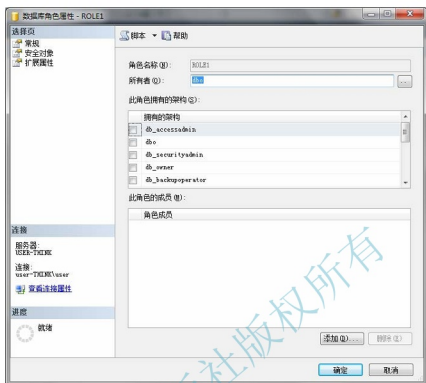 数据库角色属性 - ROLE1
选择页
常规
安全对象
扩展属性
脚本
帮助
角色名称(N):
ROLE1
所有者(O):
dbo
...
此角色拥有的架构(S):
拥有的架构
db_accessadmin
dbo
db_securityadmin
db_owner
db_backupoperator
此角色的成员(M):
角色成员
连接
服务器:
USER-THINK
连接:
user-THINK\user
查看连接属性
进度
就绪
添加(D)...
删除(E)
确定
取消
社版权所有